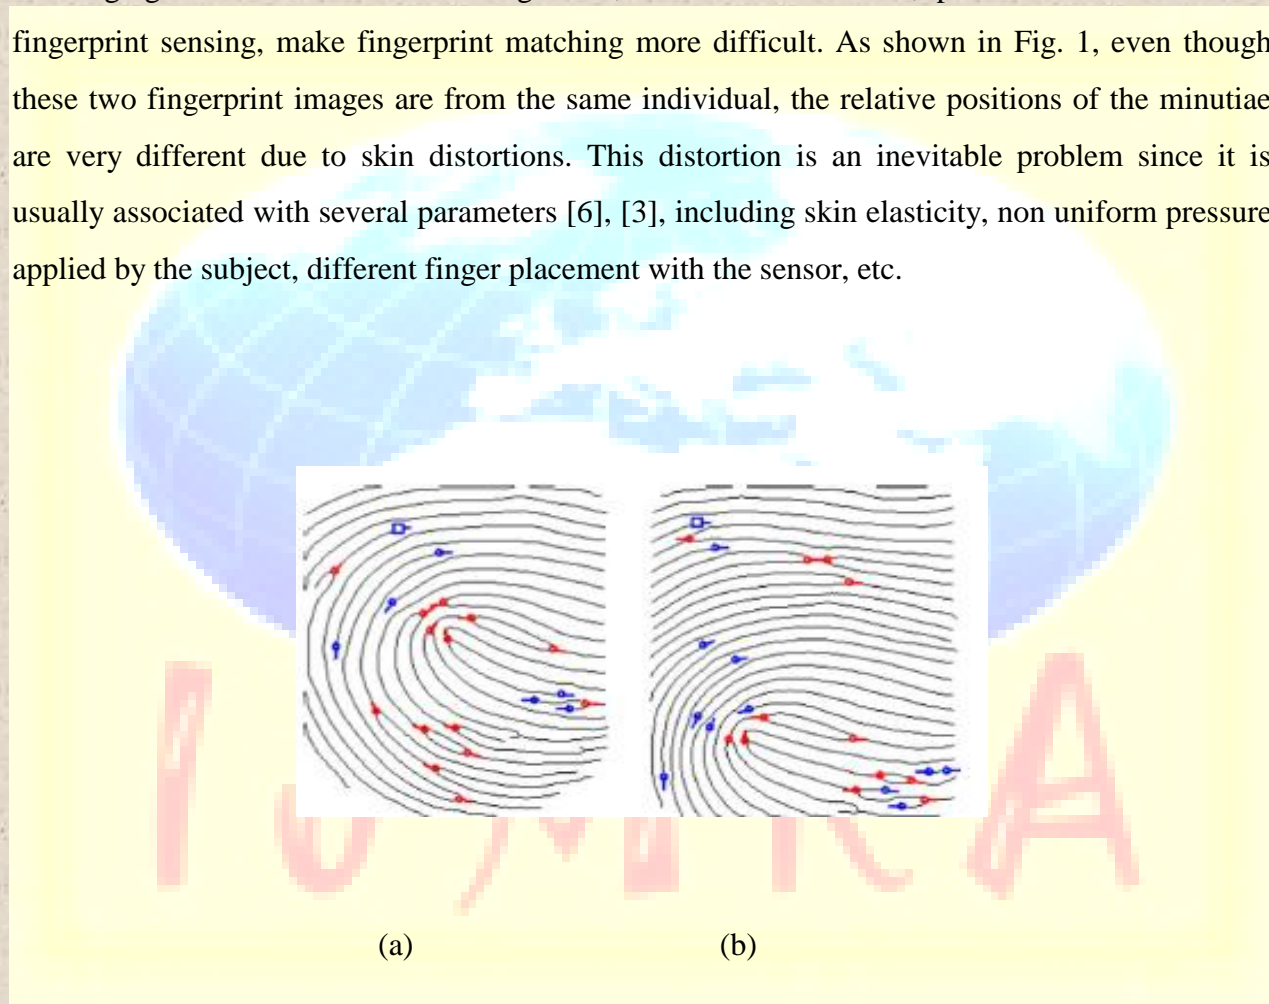 fingerprint sensing, make fingerprint matching more difficult. As shown in Fig. 1, even though
these two fingerprint images are from the same individual, the relative positions of the minutiae
are very different due to skin distortions. This distortion is an inevitable problem since it is
usually associated with several parameters [6], [3], including skin elasticity, non uniform pressure
applied by the subject, different finger placement with the sensor, etc.
(a) (b)